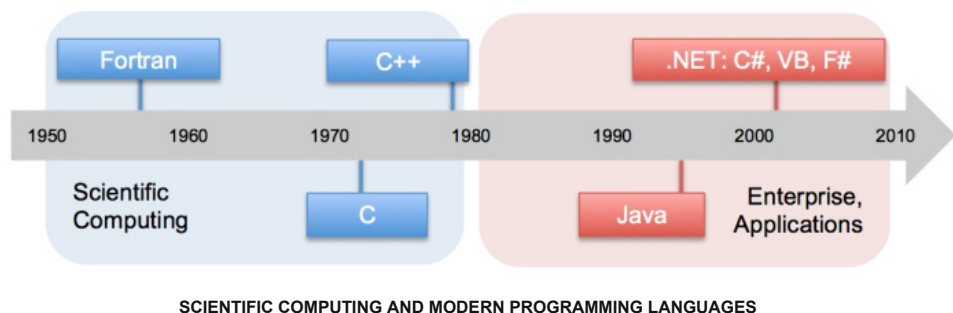 Fortran
C++
.NET: C#, VB, F#
1950 1960 1970 1980 1990 2000 2010
Scientific
Computing
C
Java
Enterprise,
Applications
SCIENTIFIC COMPUTING AND MODERN PROGRAMMING LANGUAGES